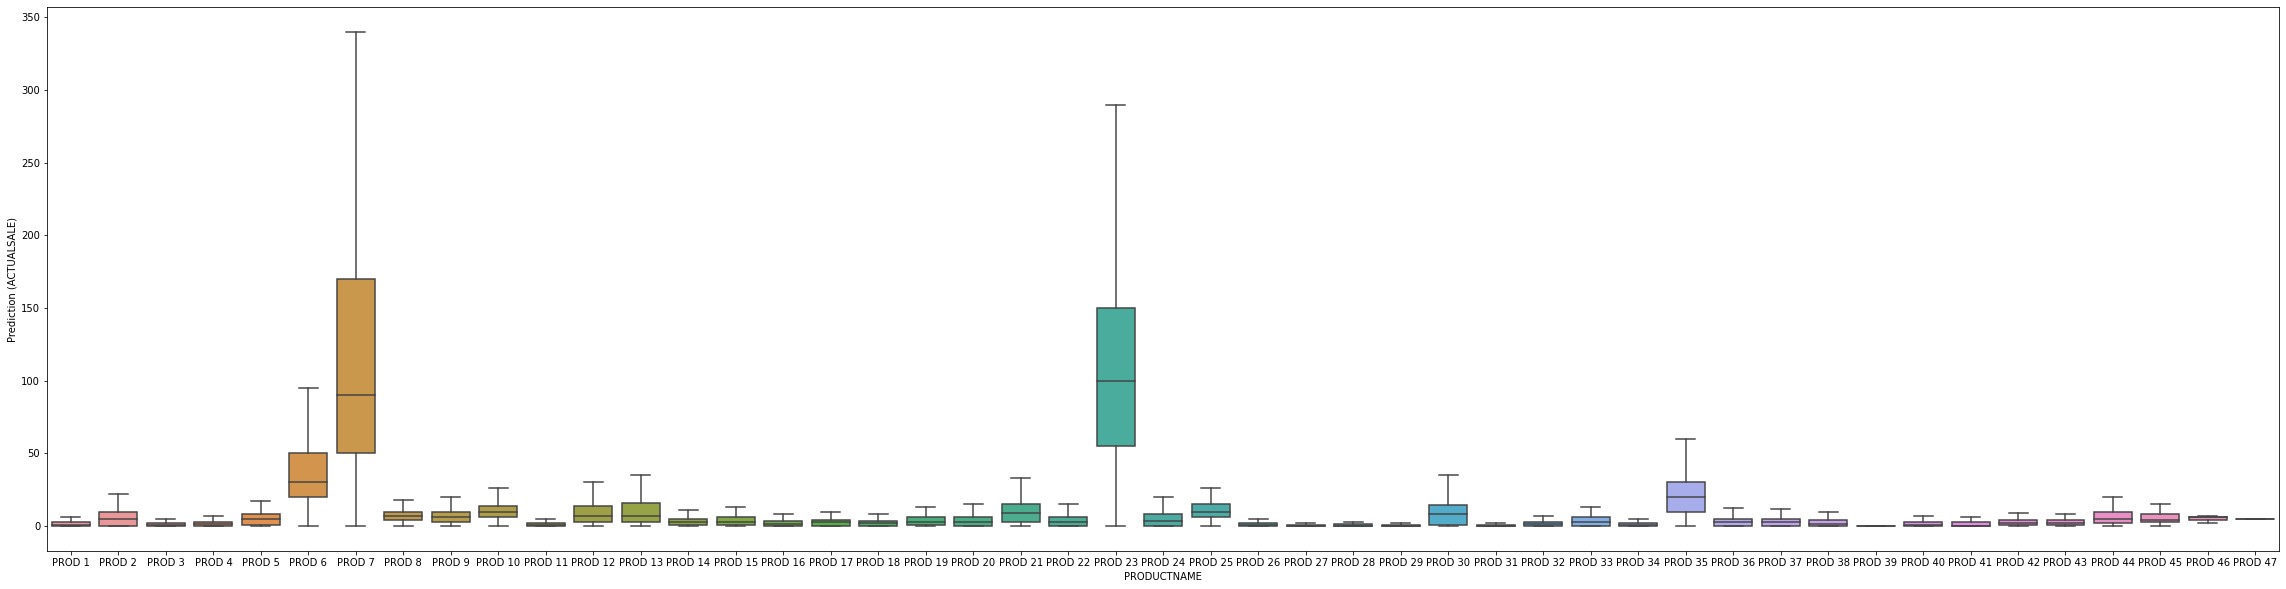 350
300
250
200
150
100
50
0
Prediction (ACTUALSALE)
PROD 1 PROD 2 PROD 3 PROD 4 PROD 5 PROD 6 PROD 7 PROD 8 PROD 9 PROD 10 PROD 11 PROD 12 PROD 13 PROD 14 PROD 15 PROD 16 PROD 17 PROD 18 PROD 19 PROD 20 PROD 21 PROD 22 PROD 23 PROD 24 PROD 25 PROD 26 PROD 27 PROD 28 PROD 29 PROD 30 PROD 31 PROD 32 PROD 33 PROD 34 PROD 35 PROD 36 PROD 37 PROD 38 PROD 39 PROD 40 PROD 41 PROD 42 PROD 43 PROD 44 PROD 45 PROD 46 PROD 47
PRODUCTNAME